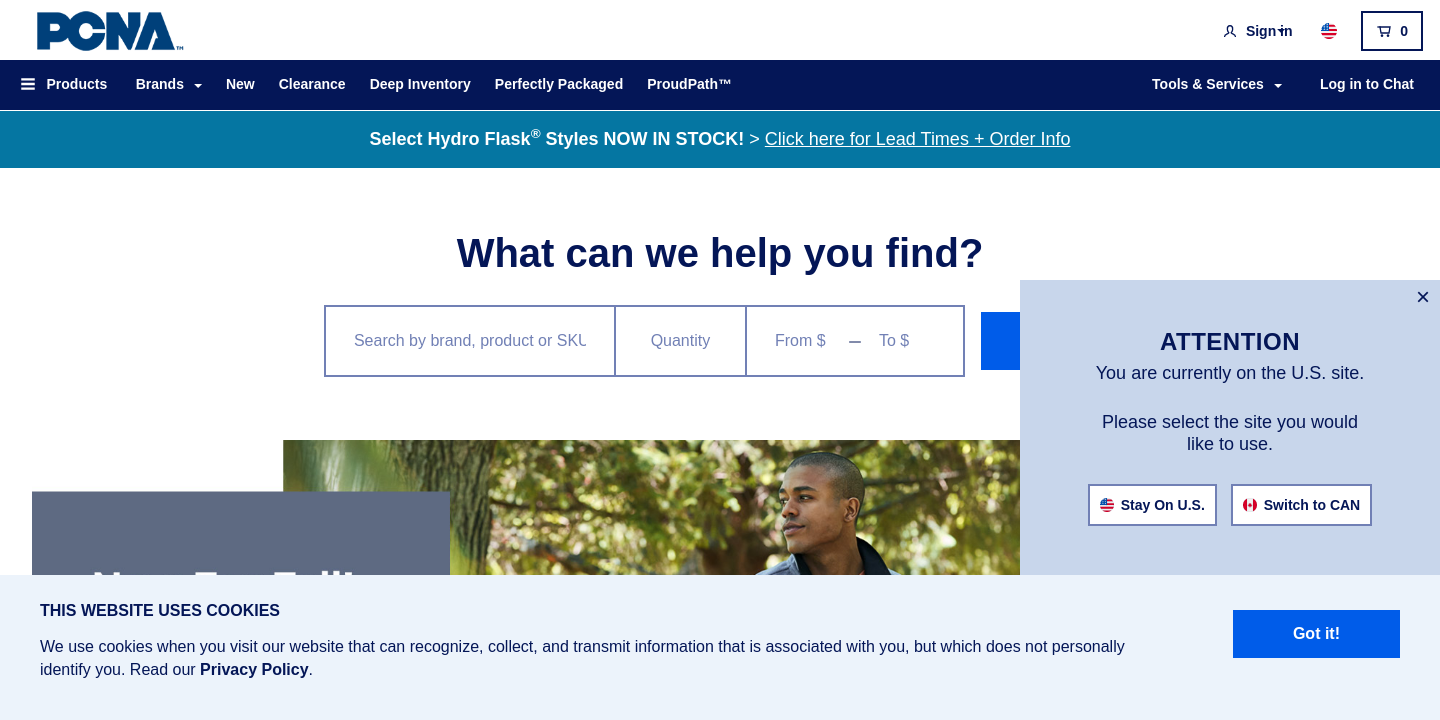 PCNA™
Sign in
0
Products Brands New Clearance Deep Inventory Perfectly Packaged ProudPath™ Tools & Services Log in to Chat
Select Hydro Flask® Styles NOW IN STOCK! > Click here for Lead Times + Order Info
What can we help you find?
Search by brand, product or SKU
Quantity
From $ – To $
×
ATTENTION
You are currently on the U.S. site.
Please select the site you would
like to use.
Stay On U.S.
Switch to CAN
THIS WEBSITE USES COOKIES
We use cookies when you visit our website that can recognize, collect, and transmit information that is associated with you, but which does not personally
identify you. Read our Privacy Policy.
Got it!